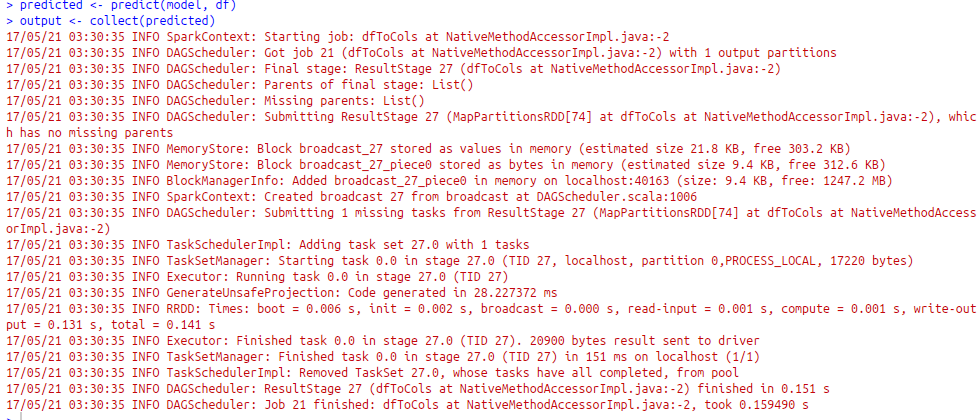 > predicted <- predict(model, df)
> output <- collect(predicted)
17/05/21 03:30:35 INFO SparkContext: Starting job: dfToCols at NativeMethodAccessorImpl.java:-2
17/05/21 03:30:35 INFO DAGScheduler: Got job 21 (dfToCols at NativeMethodAccessorImpl.java:-2) with 1 output partitions
17/05/21 03:30:35 INFO DAGScheduler: Final stage: ResultStage 27 (dfToCols at NativeMethodAccessorImpl.java:-2)
17/05/21 03:30:35 INFO DAGScheduler: Parents of final stage: List()
17/05/21 03:30:35 INFO DAGScheduler: Missing parents: List()
17/05/21 03:30:35 INFO DAGScheduler: Submitting ResultStage 27 (MapPartitionsRDD[74] at dfToCols at NativeMethodAccessorImpl.java:-2), whic
h has no missing parents
17/05/21 03:30:35 INFO MemoryStore: Block broadcast_27 stored as values in memory (estimated size 21.8 KB, free 303.2 KB)
17/05/21 03:30:35 INFO MemoryStore: Block broadcast_27_piece0 stored as bytes in memory (estimated size 9.4 KB, free 312.6 KB)
17/05/21 03:30:35 INFO BlockManagerInfo: Added broadcast_27_piece0 in memory on localhost:40163 (size: 9.4 KB, free: 1247.2 MB)
17/05/21 03:30:35 INFO SparkContext: Created broadcast 27 from broadcast at DAGScheduler.scala:1006
17/05/21 03:30:35 INFO DAGScheduler: Submitting 1 missing tasks from ResultStage 27 (MapPartitionsRDD[74] at dfToCols at NativeMethodAccess
orImpl.java:-2)
17/05/21 03:30:35 INFO TaskSchedulerImpl: Adding task set 27.0 with 1 tasks
17/05/21 03:30:35 INFO TaskSetManager: Starting task 0.0 in stage 27.0 (TID 27, localhost, partition 0,PROCESS_LOCAL, 17220 bytes)
17/05/21 03:30:35 INFO Executor: Running task 0.0 in stage 27.0 (TID 27)
17/05/21 03:30:35 INFO GenerateUnsafeProjection: Code generated in 28.227372 ms
17/05/21 03:30:35 INFO RRDD: Times: boot = 0.006 s, init = 0.002 s, broadcast = 0.000 s, read-input = 0.001 s, compute = 0.001 s, write-out
put = 0.131 s, total = 0.141 s
17/05/21 03:30:35 INFO Executor: Finished task 0.0 in stage 27.0 (TID 27). 20900 bytes result sent to driver
17/05/21 03:30:35 INFO TaskSetManager: Finished task 0.0 in stage 27.0 (TID 27) in 151 ms on localhost (1/1)
17/05/21 03:30:35 INFO TaskSchedulerImpl: Removed TaskSet 27.0, whose tasks have all completed, from pool
17/05/21 03:30:35 INFO DAGScheduler: ResultStage 27 (dfToCols at NativeMethodAccessorImpl.java:-2) finished in 0.151 s
17/05/21 03:30:35 INFO DAGScheduler: Job 21 finished: dfToCols at NativeMethodAccessorImpl.java:-2, took 0.159490 s